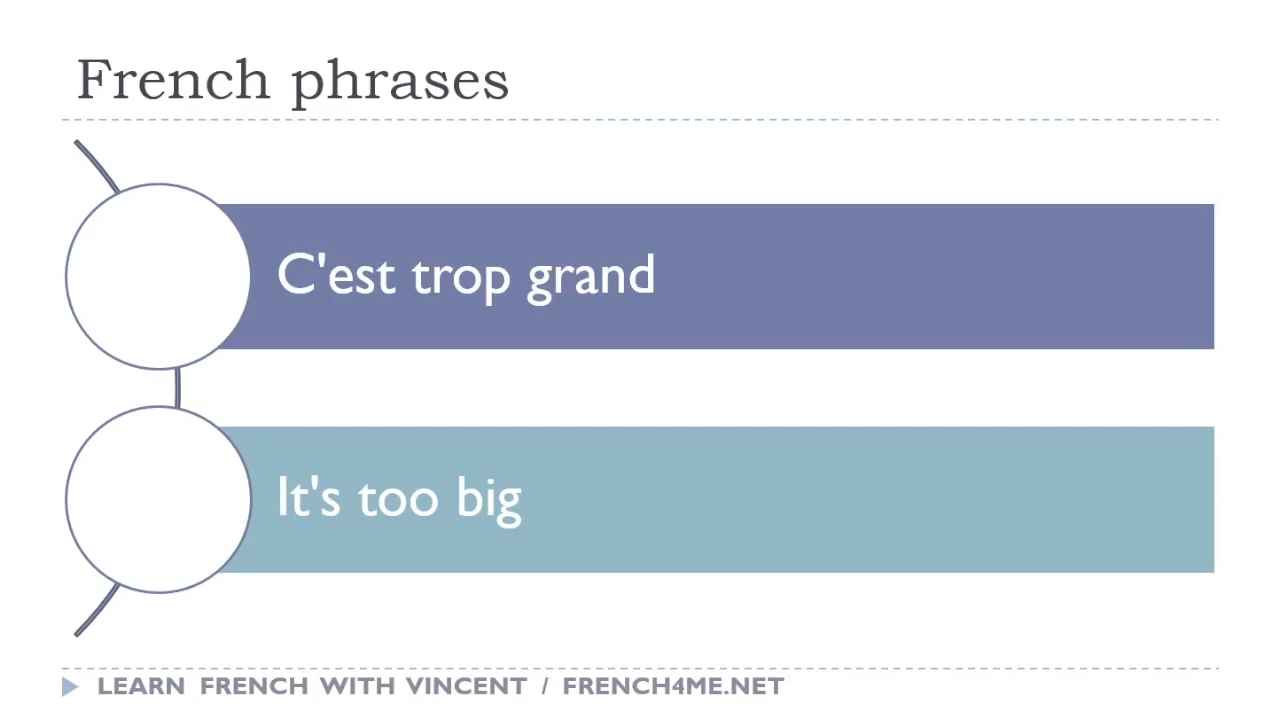 French phrases
C'est trop grand
It's too big
LEARN FRENCH WITH VINCENT / FRENCH4ME.NET